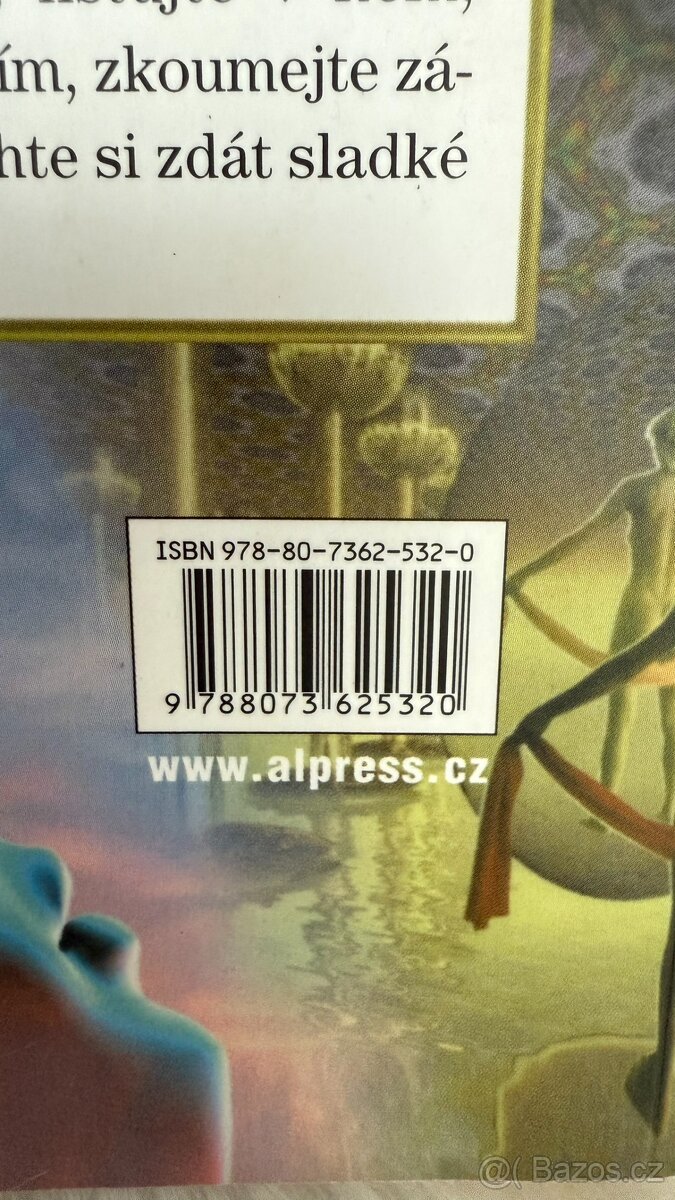 ím, zkoumejte zá-
hte si zdát sladké
ISBN 978-80-7362-532-0
9 788073 625320
www.alpress.cz
@( Bazos.cz